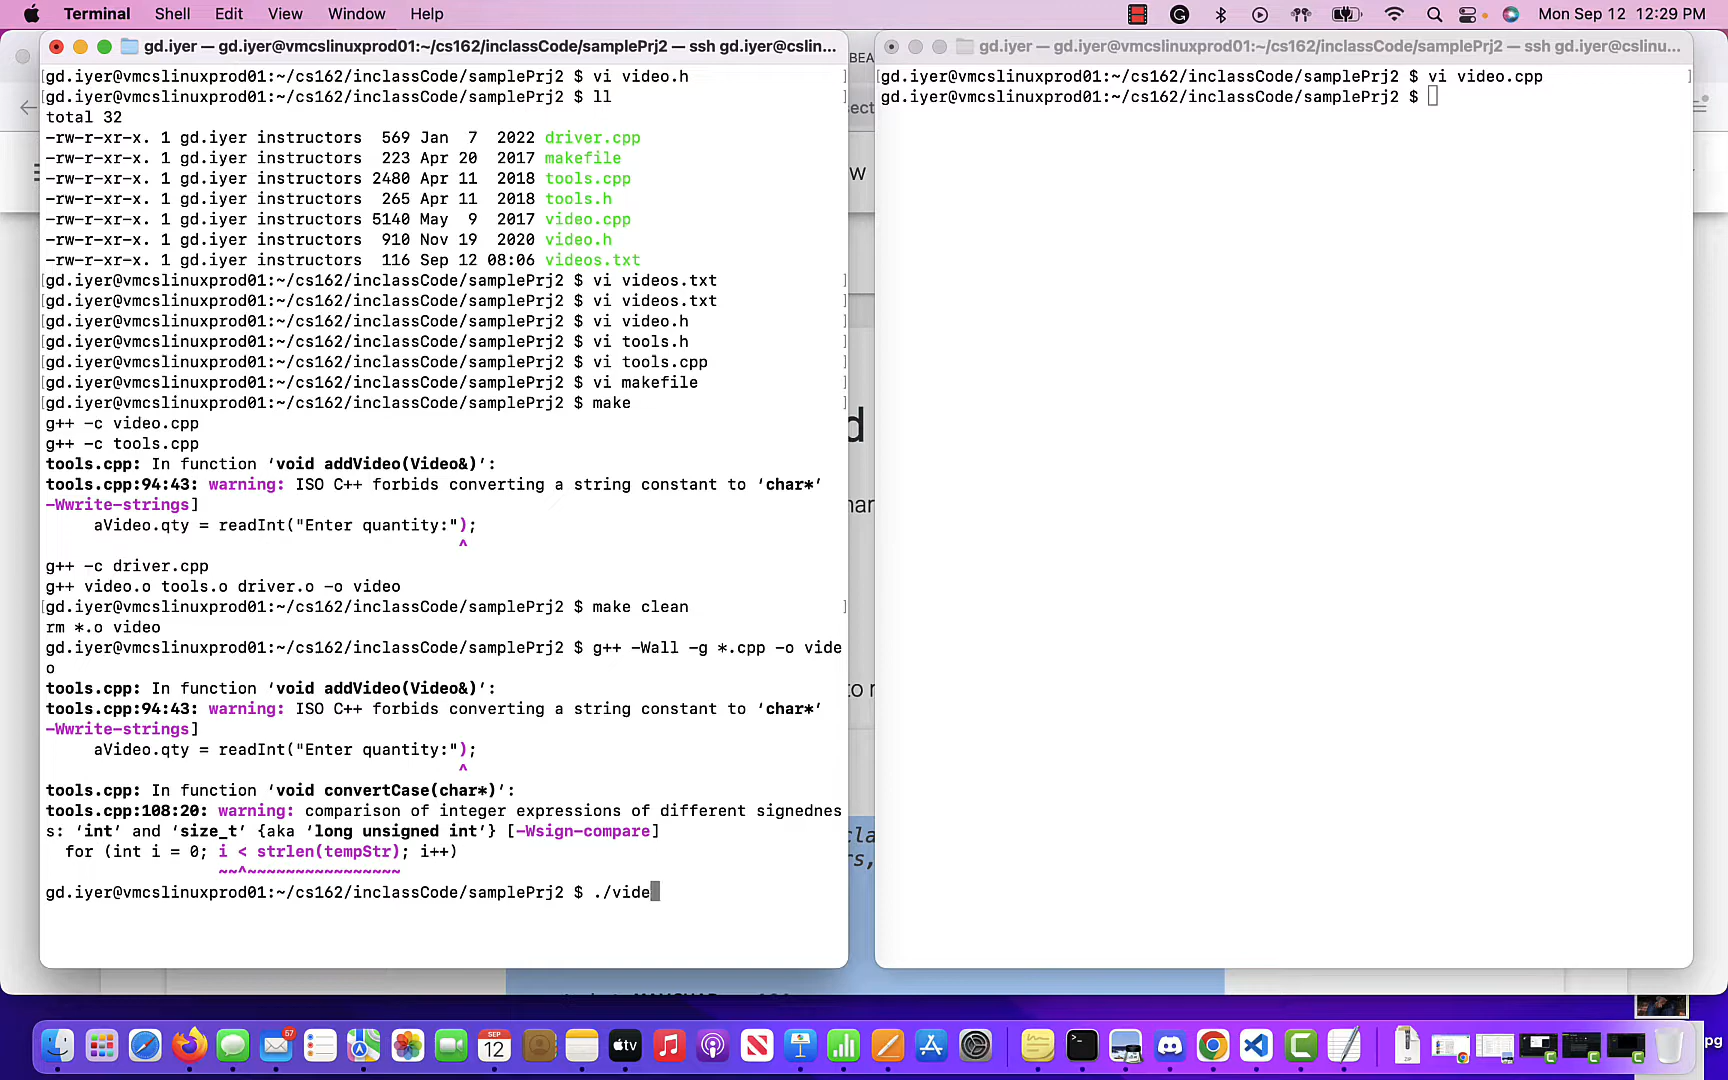 Terminal Shell Edit View Window Help
Mon Sep 12 12:29 PM
gd.iyer — gd.iyer@vmcslinuxprod01:~/cs162/inclassCode/samplePrj2 — ssh gd.iyer@cslin...
[gd.iyer@vmcslinuxprod01:~/cs162/inclassCode/samplePrj2 $ vi video.h ]
[gd.iyer@vmcslinuxprod01:~/cs162/inclassCode/samplePrj2 $ ll ]
total 32
-rw-r-xr-x. 1 gd.iyer instructors 569 Jan 7 2022 driver.cpp
-rw-r-xr-x. 1 gd.iyer instructors 223 Apr 20 2017 makefile
-rw-r-xr-x. 1 gd.iyer instructors 2480 Apr 11 2018 tools.cpp
-rw-r-xr-x. 1 gd.iyer instructors 265 Apr 11 2018 tools.h
-rw-r-xr-x. 1 gd.iyer instructors 5140 May 9 2017 video.cpp
-rw-r-xr-x. 1 gd.iyer instructors 910 Nov 19 2020 video.h
-rw-r-xr-x. 1 gd.iyer instructors 116 Sep 12 08:06 videos.txt
[gd.iyer@vmcslinuxprod01:~/cs162/inclassCode/samplePrj2 $ vi videos.txt ]
[gd.iyer@vmcslinuxprod01:~/cs162/inclassCode/samplePrj2 $ vi videos.txt ]
[gd.iyer@vmcslinuxprod01:~/cs162/inclassCode/samplePrj2 $ vi video.h ]
[gd.iyer@vmcslinuxprod01:~/cs162/inclassCode/samplePrj2 $ vi tools.h ]
[gd.iyer@vmcslinuxprod01:~/cs162/inclassCode/samplePrj2 $ vi tools.cpp ]
[gd.iyer@vmcslinuxprod01:~/cs162/inclassCode/samplePrj2 $ vi makefile ]
[gd.iyer@vmcslinuxprod01:~/cs162/inclassCode/samplePrj2 $ make ]
g++ -c video.cpp
g++ -c tools.cpp
tools.cpp: In function ‘void addVideo(Video&)’:
tools.cpp:94:43: warning: ISO C++ forbids converting a string constant to ‘char*’
-Wwrite-strings]
aVideo.qty = readInt("Enter quantity:");
^
g++ -c driver.cpp
g++ video.o tools.o driver.o -o video
[gd.iyer@vmcslinuxprod01:~/cs162/inclassCode/samplePrj2 $ make clean ]
rm *.o video
gd.iyer@vmcslinuxprod01:~/cs162/inclassCode/samplePrj2 $ g++ -Wall -g *.cpp -o vide
o
tools.cpp: In function ‘void addVideo(Video&)’:
tools.cpp:94:43: warning: ISO C++ forbids converting a string constant to ‘char*’
-Wwrite-strings]
aVideo.qty = readInt("Enter quantity:");
^
tools.cpp: In function ‘void convertCase(char*)’:
tools.cpp:108:20: warning: comparison of integer expressions of different signednes
s: ‘int’ and ‘size_t’ {aka ‘long unsigned int’} [-Wsign-compare]
for (int i = 0; i < strlen(tempStr); i++)
~~^~~~~~~~~~~~~~~~~
gd.iyer@vmcslinuxprod01:~/cs162/inclassCode/samplePrj2 $ ./vide
gd.iyer — gd.iyer@vmcslinuxprod01:~/cs162/inclassCode/samplePrj2 — ssh gd.iyer@cslinu...
[gd.iyer@vmcslinuxprod01:~/cs162/inclassCode/samplePrj2 $ vi video.cpp ]
gd.iyer@vmcslinuxprod01:~/cs162/inclassCode/samplePrj2 $
57
SEP
12
tv
ZIP
pg